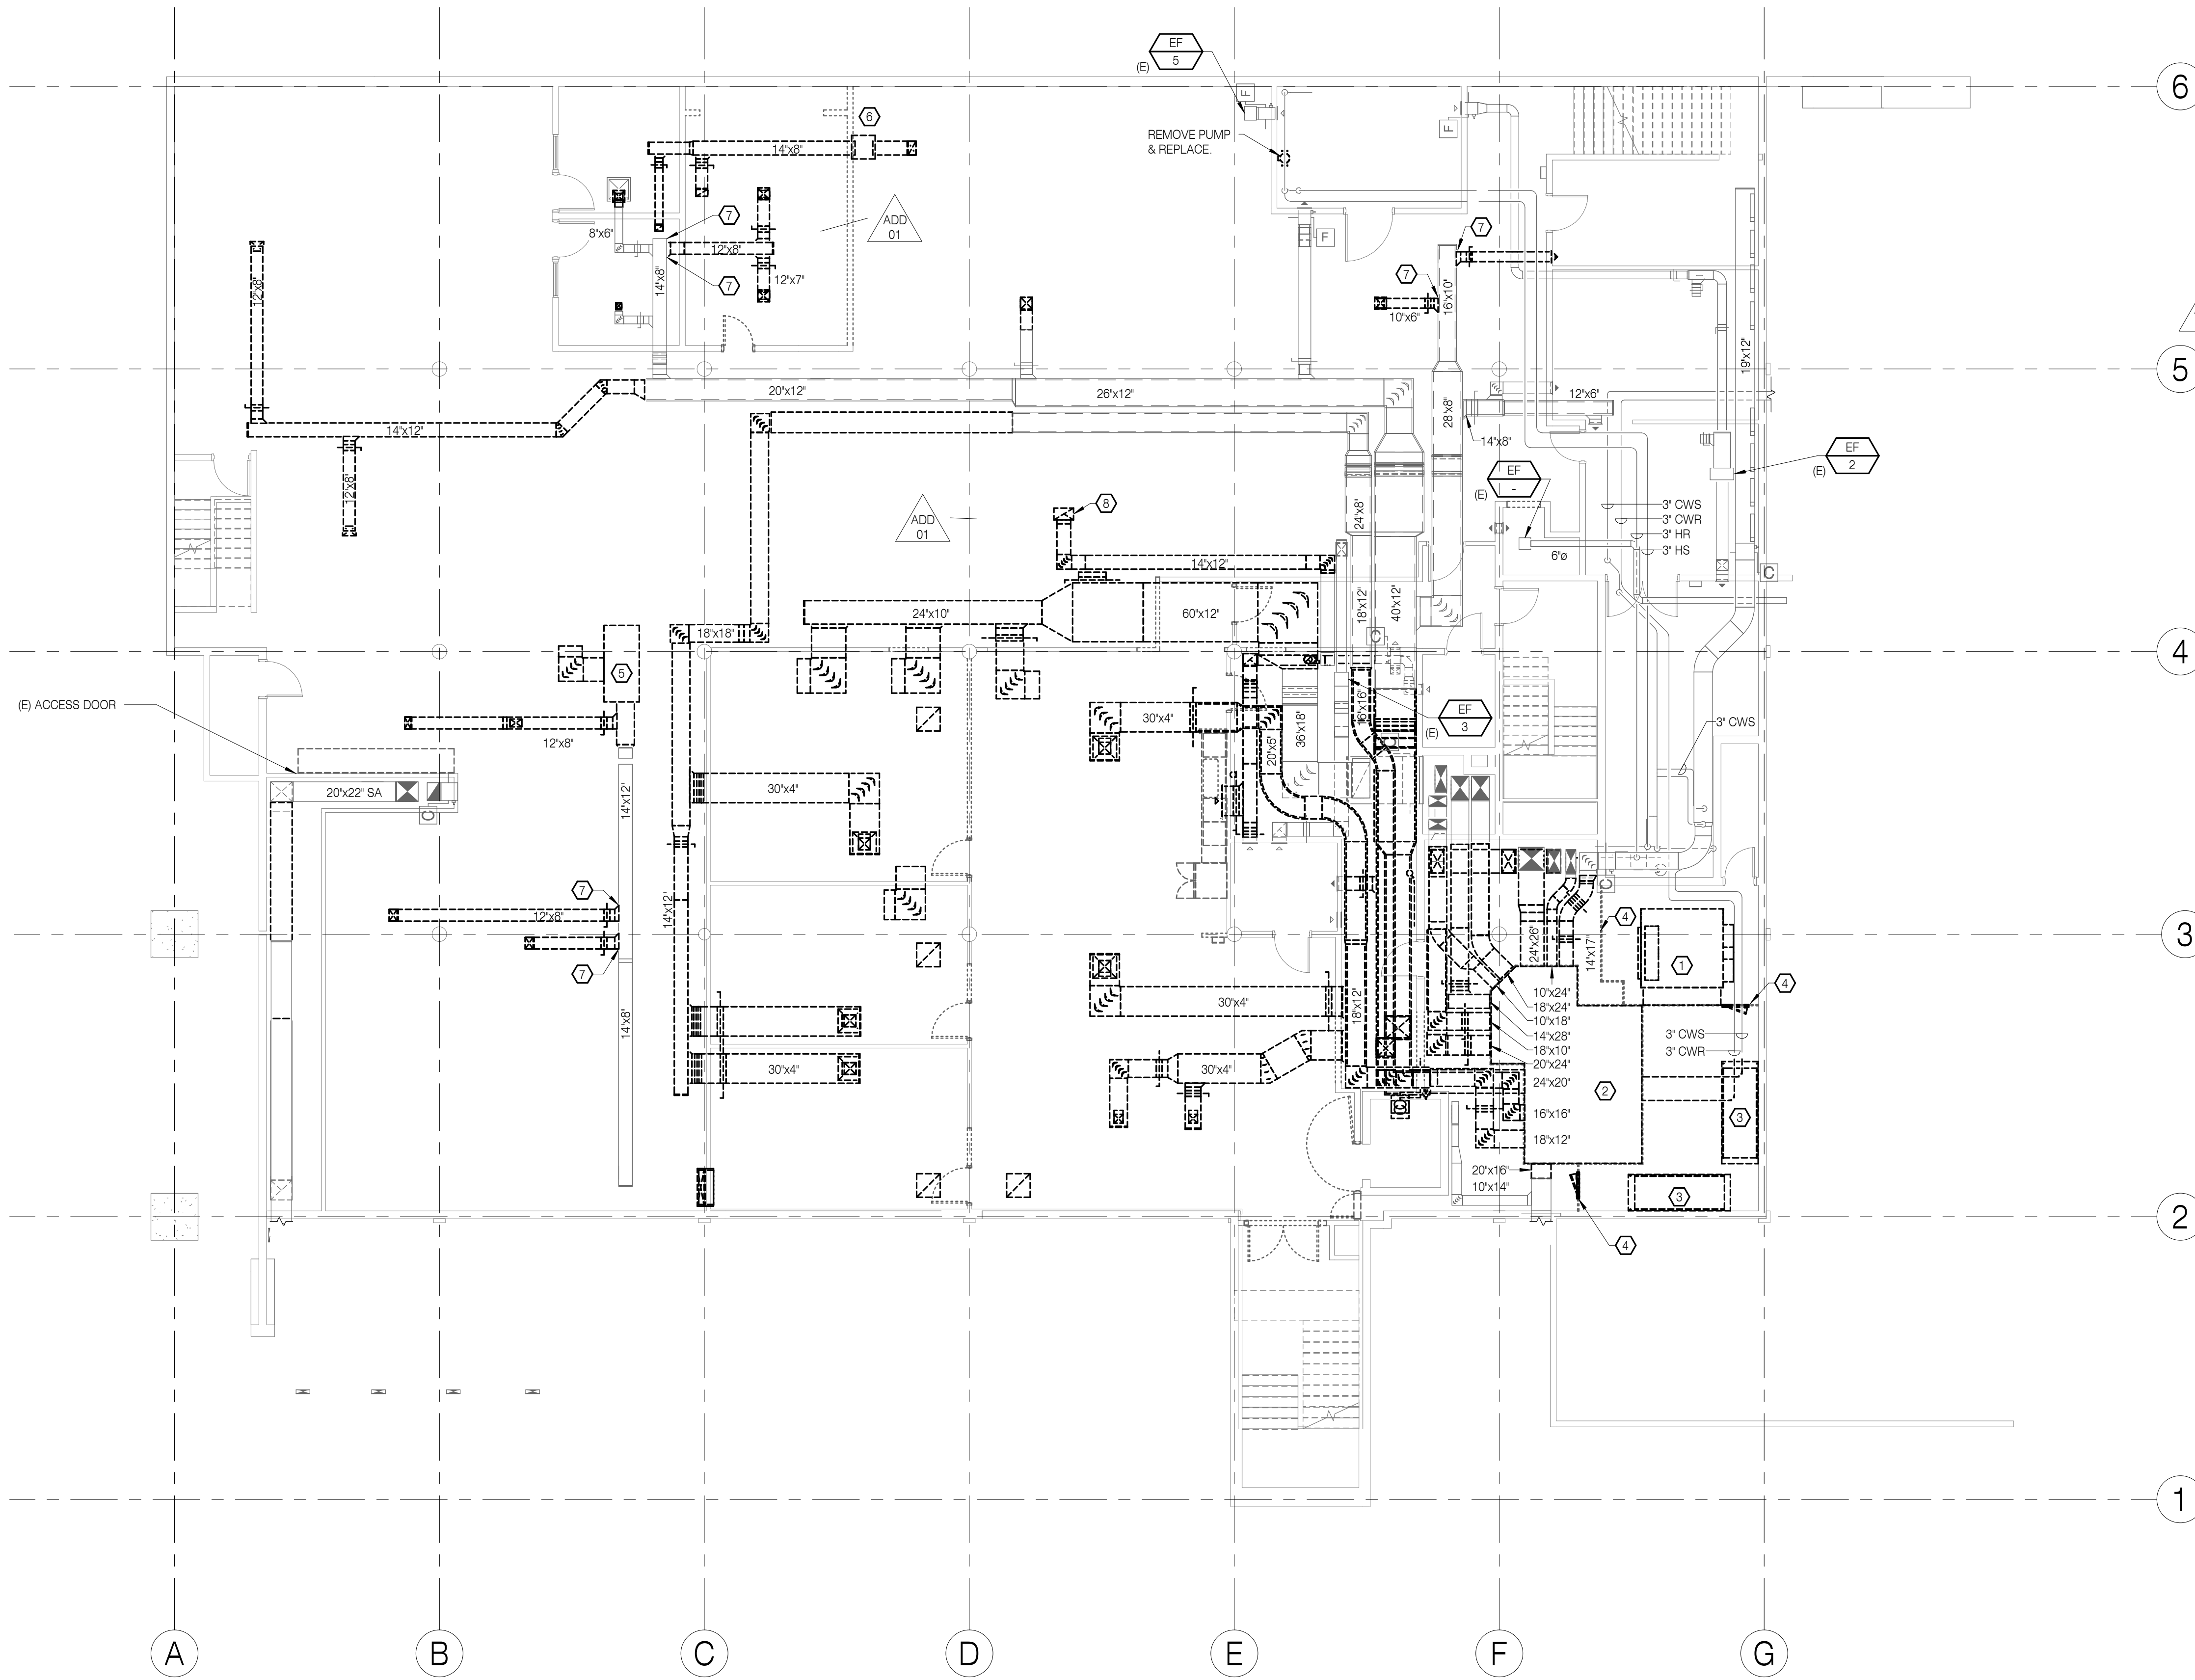 EF
5
(E)
6
REMOVE PUMP
& REPLACE.
6
14"x8"
F
F
F
7
ADD
01
8"x6"
12"x8"
7
12"x7"
14"x8"
12"x8"
7
7
10"x6"
16"x10"
19"x12"
5
20"x12"
26"x12"
28"x8"
12"x6"
14"x12"
14"x8"
EF
2
(E)
EF
-
(E)
12"x8"
ADD
01
8
24"x8"
3" CWS
3" CWR
3" HR
3" HS
6"ø
14"x12"
C
24"x10"
60"x12"
18"x12"
40"x12"
18"x18"
C
4
5
(E) ACCESS DOOR
12"x8"
30"x4"
20"x5"
36"x18"
16"x16"
EF
3
(E)
3" CWS
20"x22" SA
C
14"x12"
30"x4"
7
12"x8"
14"x12"
7
C
4
24"x26"
14"x17"
1
3
4
14"x8"
30"x4"
18"x12"
10"x24"
18"x24"
10"x18"
14"x28"
18"x10"
20"x24"
24"x20"
16"x16"
18"x12"
3" CWS
3" CWR
30"x4"
30"x4"
2
3
C
20"x16"
10"x14"
3
4
2
1
A
B
C
D
E
F
G